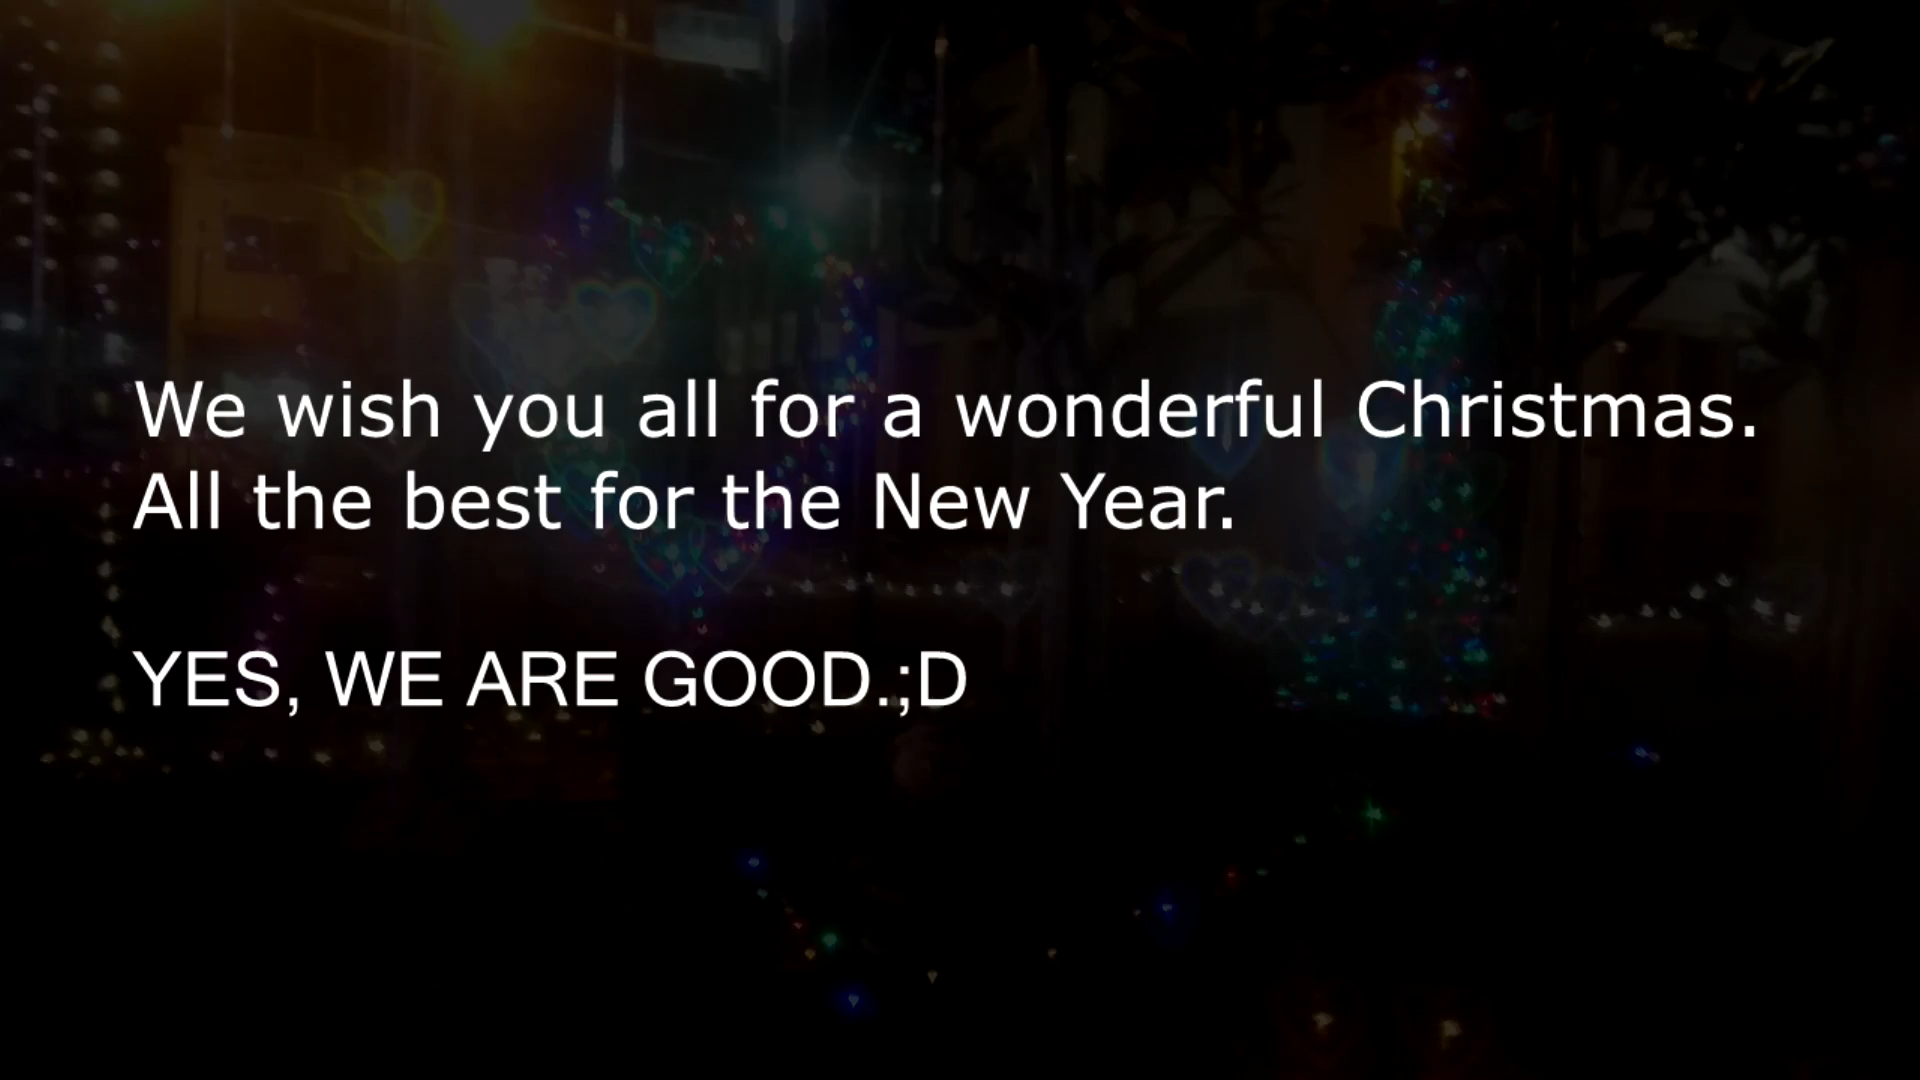 We wish you all for a wonderful Christmas.
All the best for the New Year.
YES, WE ARE GOOD.;D